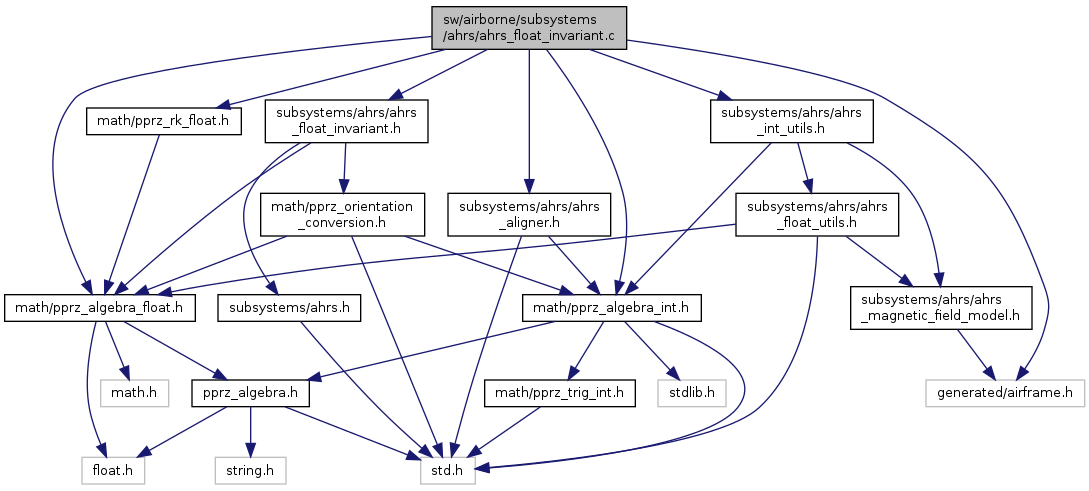 sw/airborne/subsystems
/ahrs/ahrs_float_invariant.c
math/pprz_rk_float.h
subsystems/ahrs/ahrs
_float_invariant.h
subsystems/ahrs/ahrs
_int_utils.h
math/pprz_orientation
_conversion.h
subsystems/ahrs/ahrs
_aligner.h
subsystems/ahrs/ahrs
_float_utils.h
math/pprz_algebra_float.h
subsystems/ahrs.h
math/pprz_algebra_int.h
subsystems/ahrs/ahrs
_magnetic_field_model.h
math.h
pprz_algebra.h
math/pprz_trig_int.h
stdlib.h
generated/airframe.h
float.h
string.h
std.h